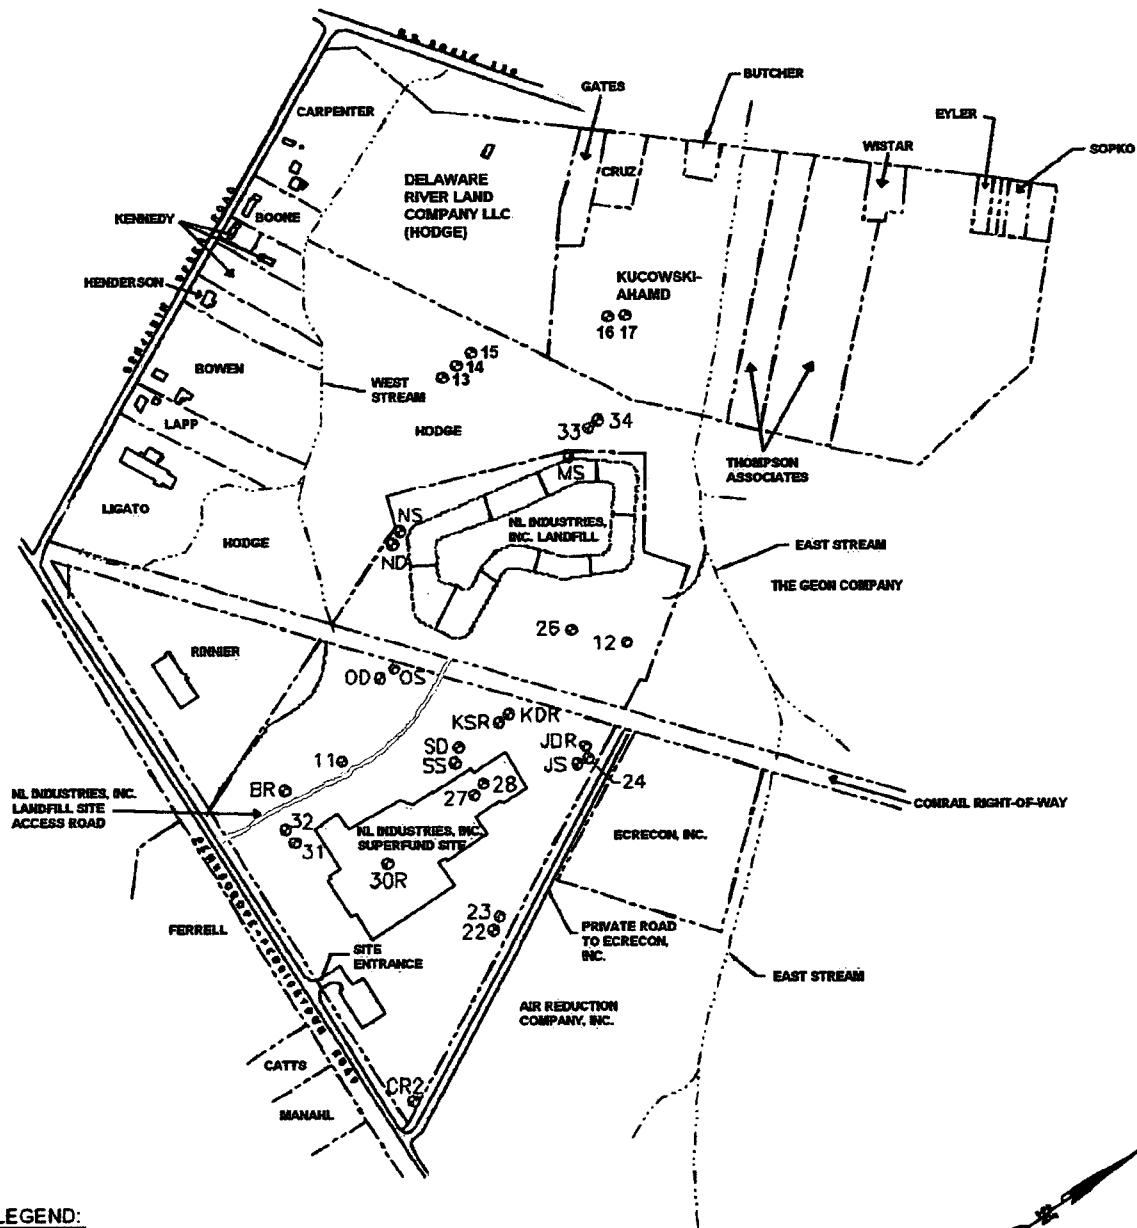 U.S. ROUTE 130
BUTCHER
GATES
CARPENTER
EYLER
WISTAR
SOPKO
CRUZ
DELAWARE
RIVER LAND
COMPANY LLC
(HODGE)
KENNEDY
BOONE
HENDERSON
KUCOWSKI-
AHAMD
16 17
15
14
13
BOWEN
WEST
STREAM
LAPP
HODGE
33 34
MS
THOMPSON
ASSOCIATES
LIGATO
NS
NL INDUSTRIES,
INC. LANDFILL
HODGE
ND
EAST STREAM
THE GEON COMPANY
26
12
RINNIER
OD OS
KSR KDR
SD
SS
JDR
JS
24
11
BR
28
27
NL INDUSTRIES, INC.
LANDFILL SITE
ACCESS ROAD
CONRAIL RIGHT-OF-WAY
32
31
NL INDUSTRIES, INC.
SUPERFUND SITE
ECRECON, INC.
30R
23
22
FERRELL
PRIVATE ROAD
TO ECRECON,
INC.
SITE
ENTRANCE
EAST STREAM
AIR REDUCTION
COMPANY, INC.
PENNSGROVE-PEDRICKTOWN ROAD
CATTS
CR2
MANAHL
LEGEND: